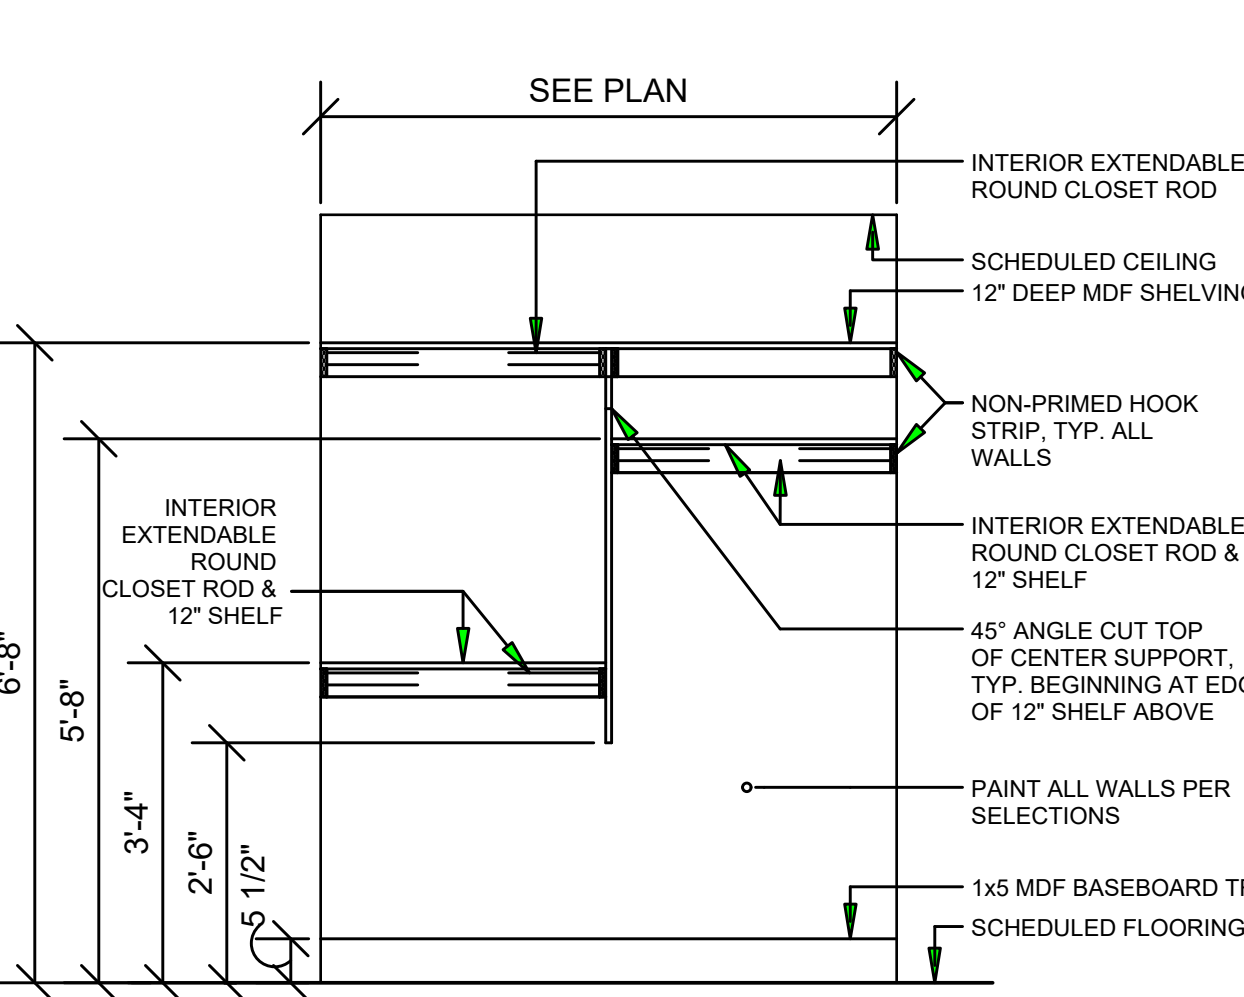 SEE PLAN
INTERIOR EXTENDABLE
ROUND CLOSET ROD
SCHEDULED CEILING
12" DEEP MDF SHELVING
NON-PRIMED HOOK
STRIP, TYP. ALL
WALLS
INTERIOR
EXTENDABLE
ROUND
CLOSET ROD &
12" SHELF
INTERIOR EXTENDABLE
ROUND CLOSET ROD &
12" SHELF
45° ANGLE CUT TOP
OF CENTER SUPPORT,
TYP. BEGINNING AT
OF 12" SHELF ABOVE
PAINT ALL WALLS PER
SELECTIONS
1x5 MDF BASEBOARD
SCHEDULED FLOORING
6'-8"
5'-8"
3'-4"
2'-6"
5 1/2"